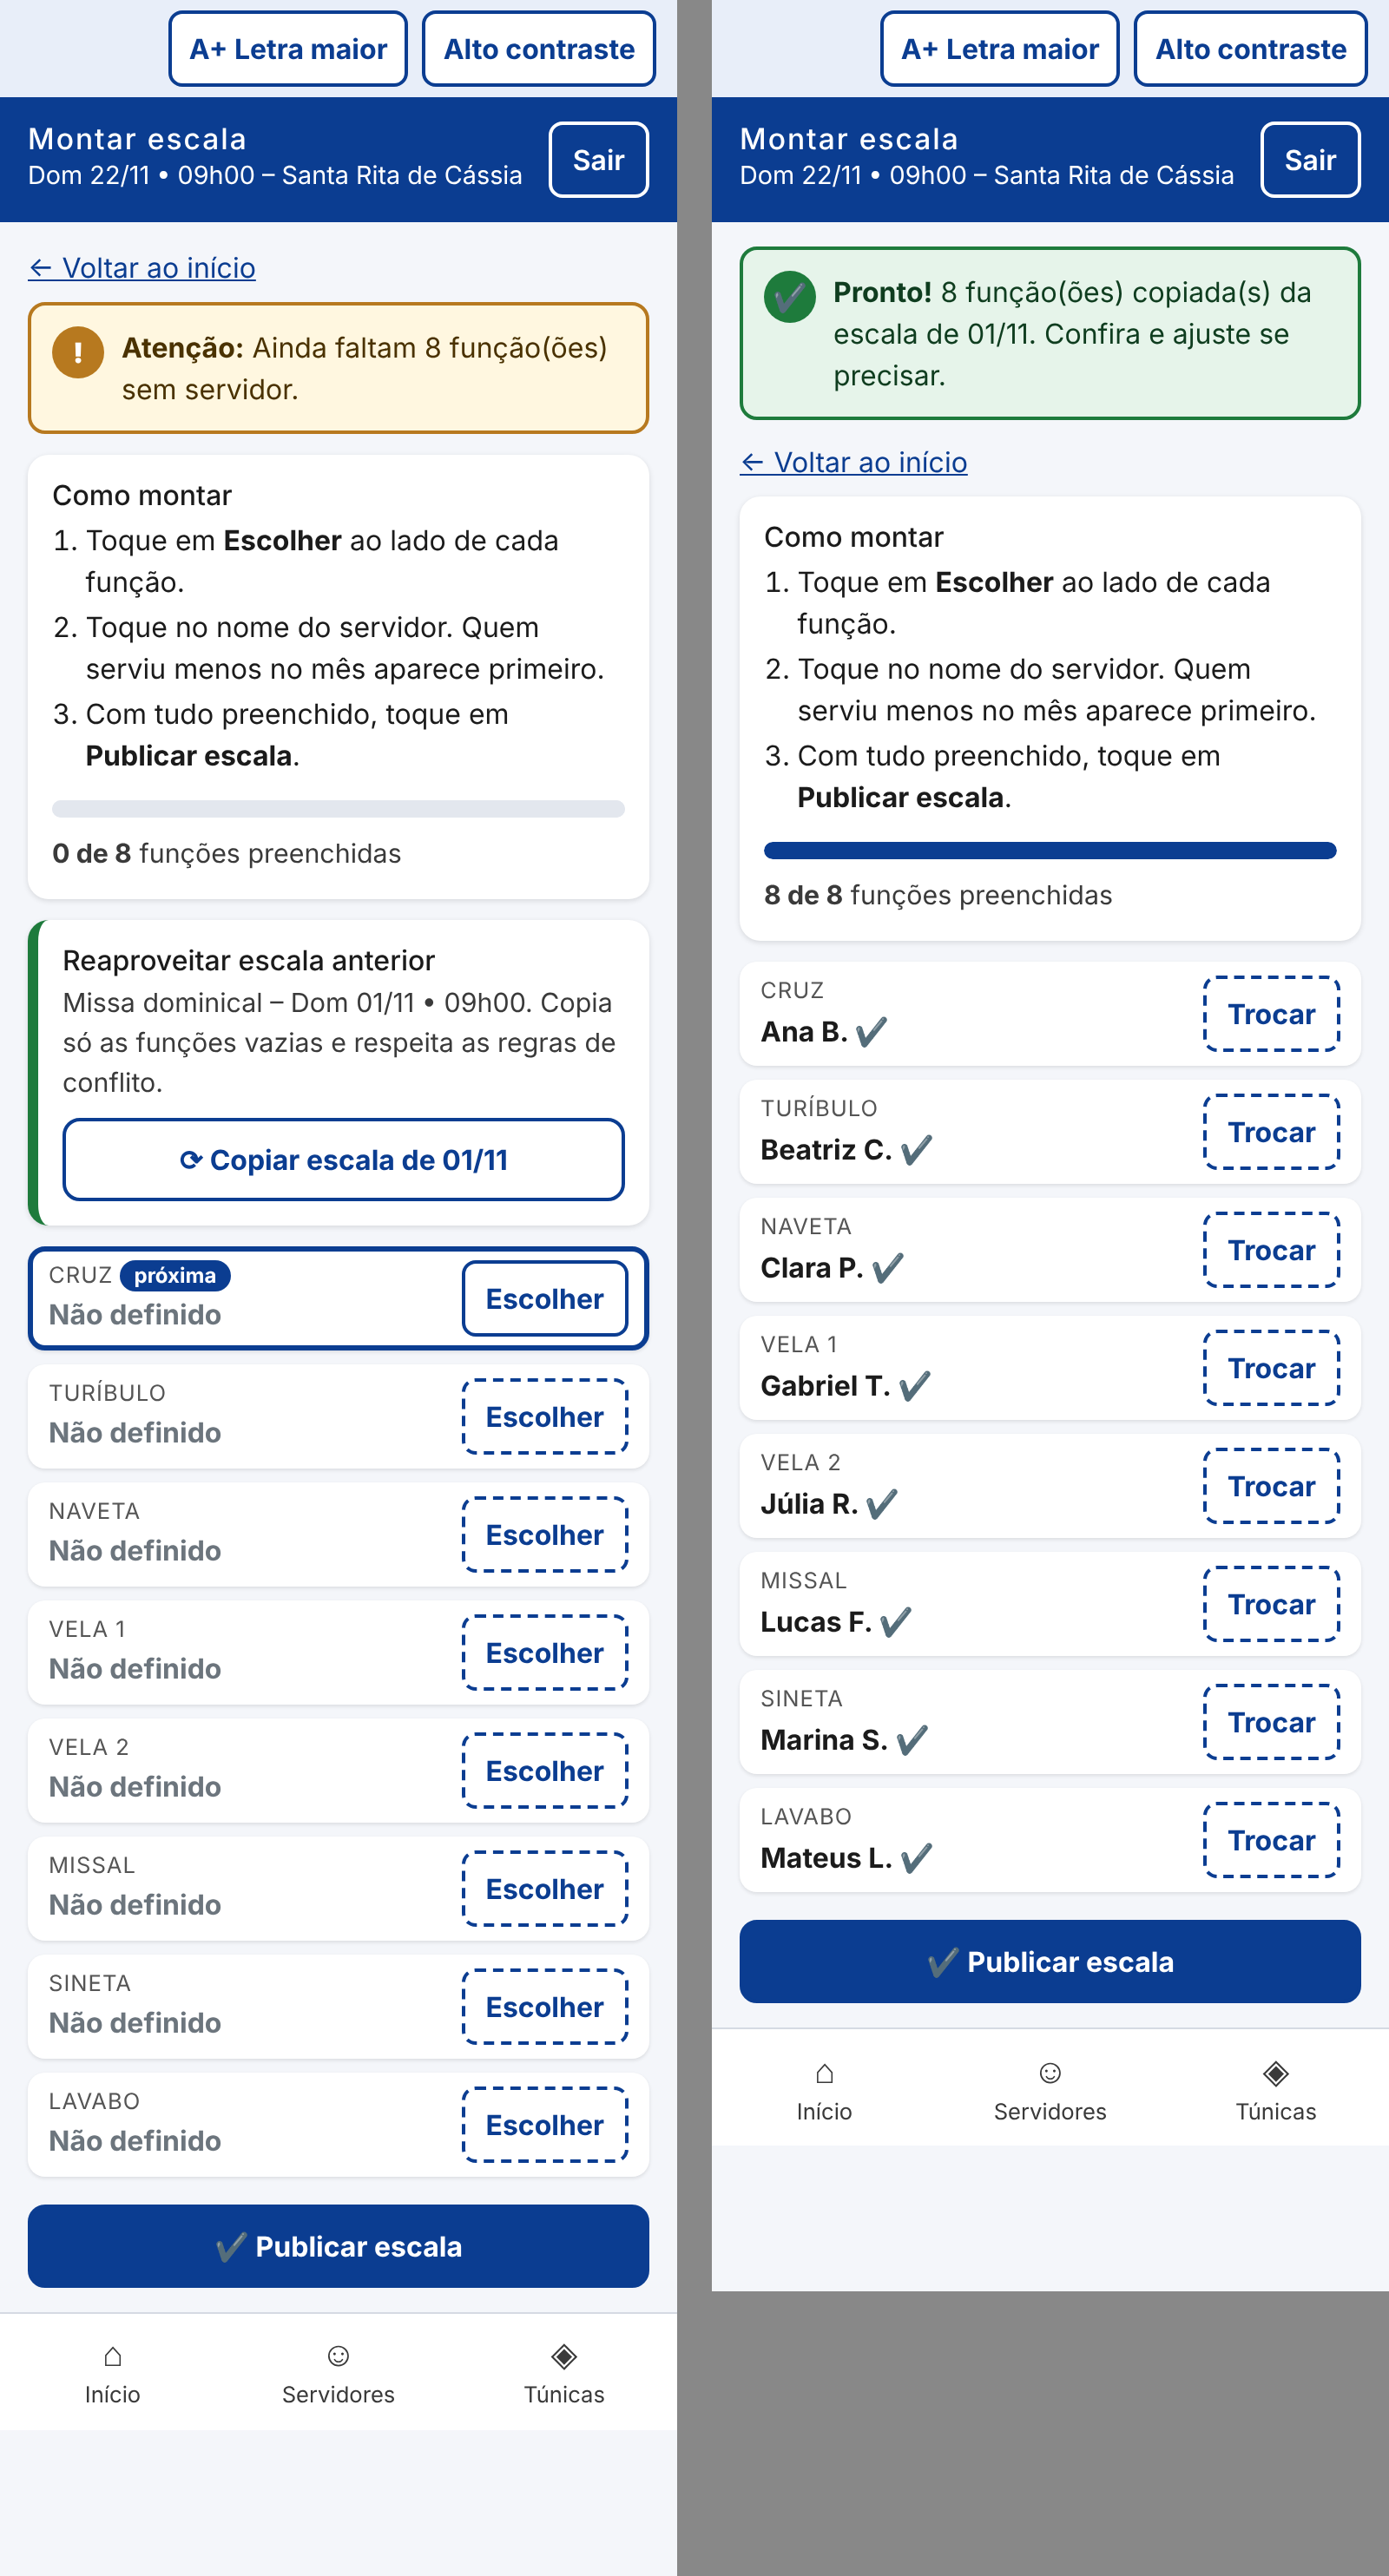 A+ Letra maior
Alto contraste
Montar escala
Dom 22/11 • 09h00 – Santa Rita de Cássia
Sair
← Voltar ao início
! Atenção: Ainda faltam 8 função(ões)
sem servidor.
Como montar
1. Toque em Escolher ao lado de cada
função.
2. Toque no nome do servidor. Quem
serviu menos no mês aparece primeiro.
3. Com tudo preenchido, toque em
Publicar escala.
0 de 8 funções preenchidas
Reaproveitar escala anterior
Missa dominical – Dom 01/11 • 09h00. Copia
só as funções vazias e respeita as regras de
conflito.
⟳ Copiar escala de 01/11
CRUZ próxima
Não definido
Escolher
TURÍBULO
Não definido
Escolher
NAVETA
Não definido
Escolher
VELA 1
Não definido
Escolher
VELA 2
Não definido
Escolher
MISSAL
Não definido
Escolher
SINETA
Não definido
Escolher
LAVABO
Não definido
Escolher
✔ Publicar escala
Início
Servidores
Túnicas
A+ Letra maior
Alto contraste
Montar escala
Dom 22/11 • 09h00 – Santa Rita de Cássia
Sair
✔ Pronto! 8 função(ões) copiada(s) da
escala de 01/11. Confira e ajuste se
precisar.
← Voltar ao início
Como montar
1. Toque em Escolher ao lado de cada
função.
2. Toque no nome do servidor. Quem
serviu menos no mês aparece primeiro.
3. Com tudo preenchido, toque em
Publicar escala.
8 de 8 funções preenchidas
CRUZ
Ana B. ✔
Trocar
TURÍBULO
Beatriz C. ✔
Trocar
NAVETA
Clara P. ✔
Trocar
VELA 1
Gabriel T. ✔
Trocar
VELA 2
Júlia R. ✔
Trocar
MISSAL
Lucas F. ✔
Trocar
SINETA
Marina S. ✔
Trocar
LAVABO
Mateus L. ✔
Trocar
✔ Publicar escala
Início
Servidores
Túnicas